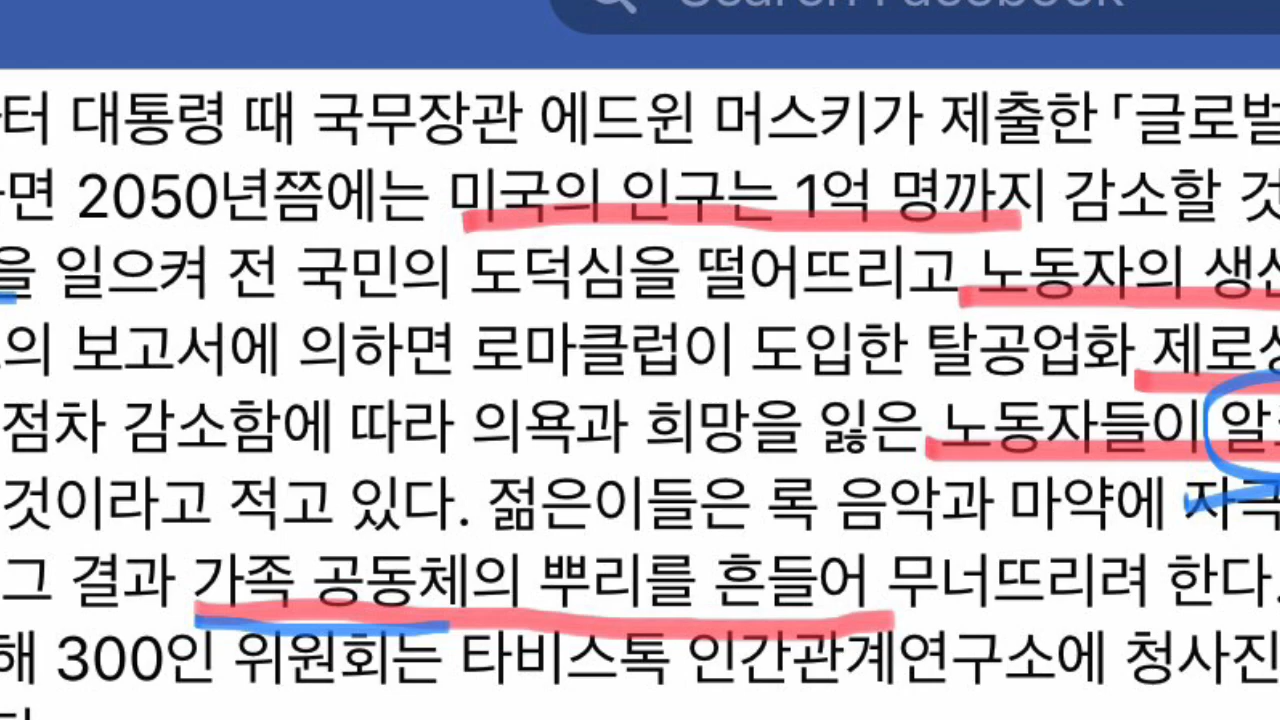 Search Facebook
터 대통령 때 국무장관 에드윈 머스키가 제출한 「글로벌
면 2050년쯤에는 미국의 인구는 1억 명까지 감소할 것
을 일으켜 전 국민의 도덕심을 떨어뜨리고 노동자의 생산
의 보고서에 의하면 로마클럽이 도입한 탈공업화 제로성
점차 감소함에 따라 의욕과 희망을 잃은 노동자들이 알
것이라고 적고 있다. 젊은이들은 록 음악과 마약에 자극
그 결과 가족 공동체의 뿌리를 흔들어 무너뜨리려 한다.
해 300인 위원회는 타비스톡 인간관계연구소에 청사진